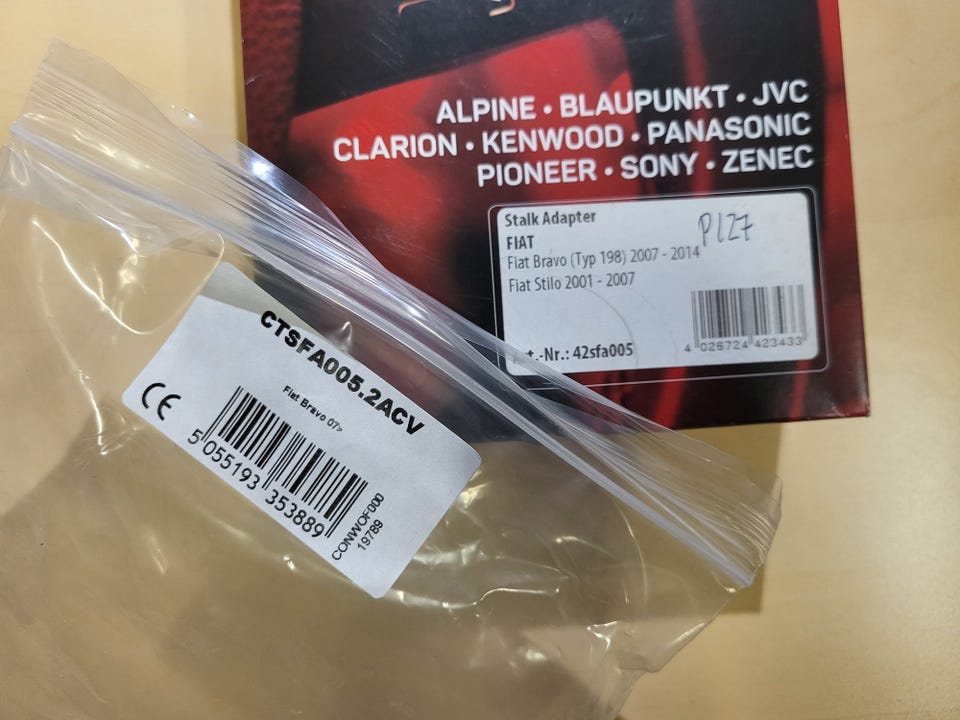 ALPINE • BLAUPUNKT • JVC
CLARION • KENWOOD • PANASONIC
PIONEER • SONY • ZENEC
Stalk Adapter
FIAT
P127
Fiat Bravo (Typ 198) 2007 - 2014
Fiat Stilo 2001 - 2007
Art.-Nr.: 42sfa005
4 026724 423433
CTSFA005.2ACV
Fiat Bravo 07>
CE
5 055193 353889
CONWOF000
19789